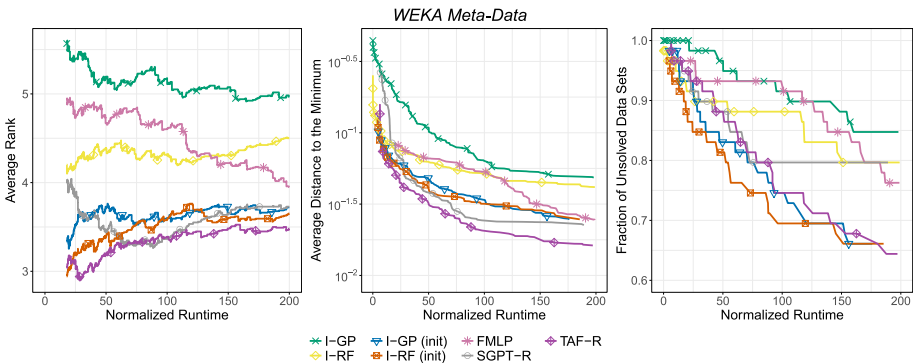 WEKA Meta-Data
Average Rank
5
4
3
0
50
100
150
200
Normalized Runtime
Average Distance to the Minimum
10^-0.5
10^-1
10^-1.5
10^-2
0
50
100
150
200
Normalized Runtime
Fraction of Unsolved Data Sets
1.0
0.9
0.8
0.7
0.6
0
50
100
150
200
Normalized Runtime
I-GP
I-GP (init)
FMLP
TAF-R
I-RF
I-RF (init)
SGPT-R